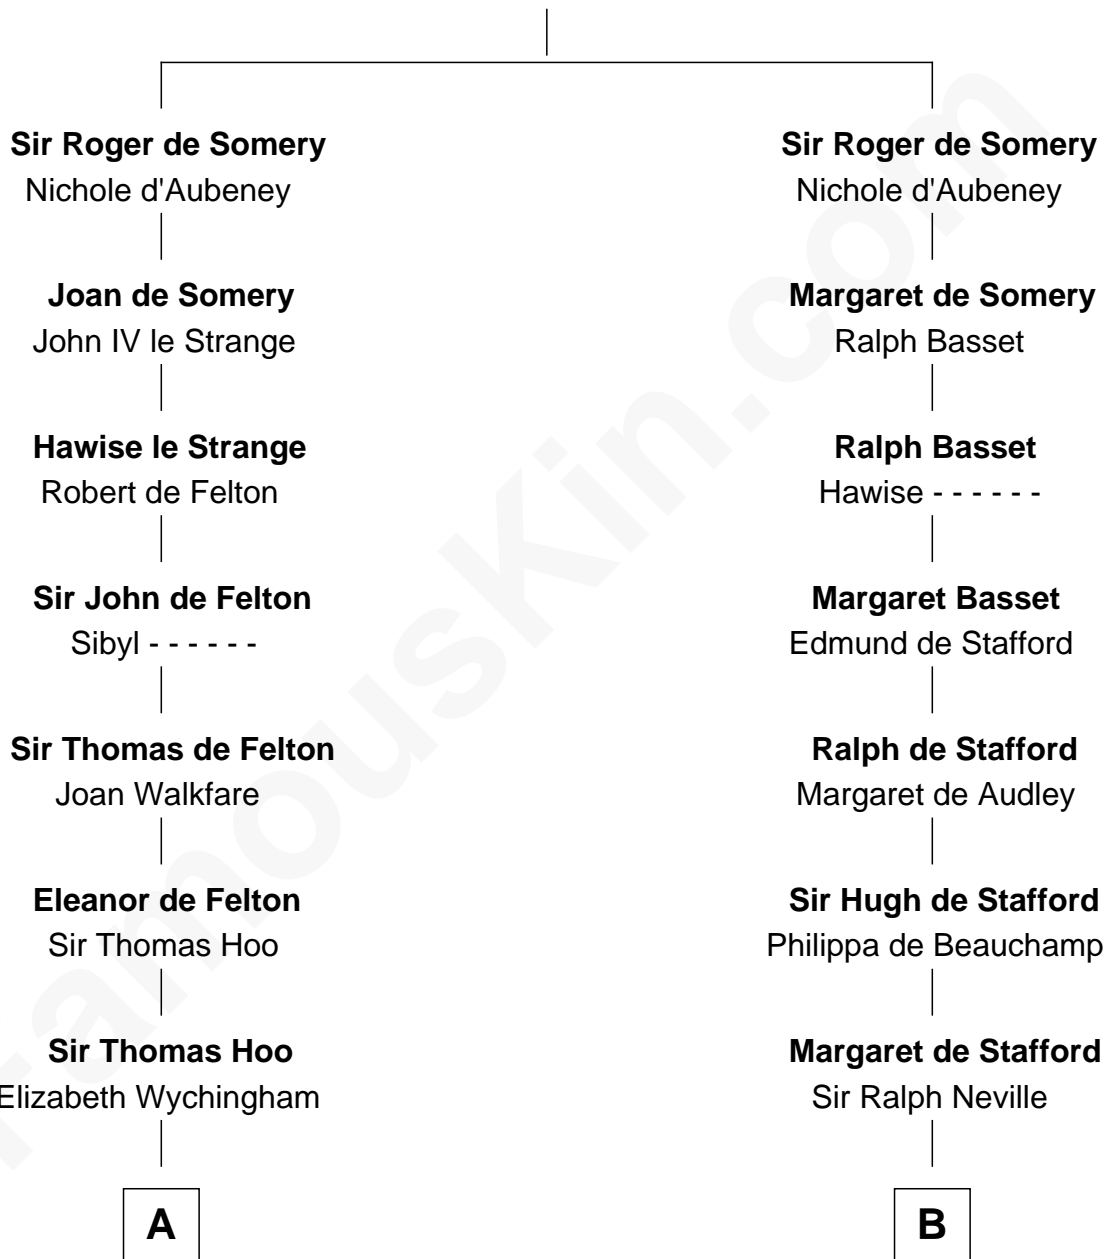 Sir Roger de Somery
Nichole d'Aubeney
Joan de Somery
John IV le Strange
Hawise le Strange
Robert de Felton
Sir John de Felton
Sibyl - - - - - -
Sir Thomas de Felton
Joan Walkfare
Eleanor de Felton
Sir Thomas Hoo
Sir Thomas Hoo
Elizabeth Wychingham
A
Sir Roger de Somery
Nichole d'Aubeney
Margaret de Somery
Ralph Basset
Ralph Basset
Hawise - - - - - -
Margaret Basset
Edmund de Stafford
Ralph de Stafford
Margaret de Audley
Sir Hugh de Stafford
Philippa de Beauchamp
Margaret de Stafford
Sir Ralph Neville
B
FamousKin.com